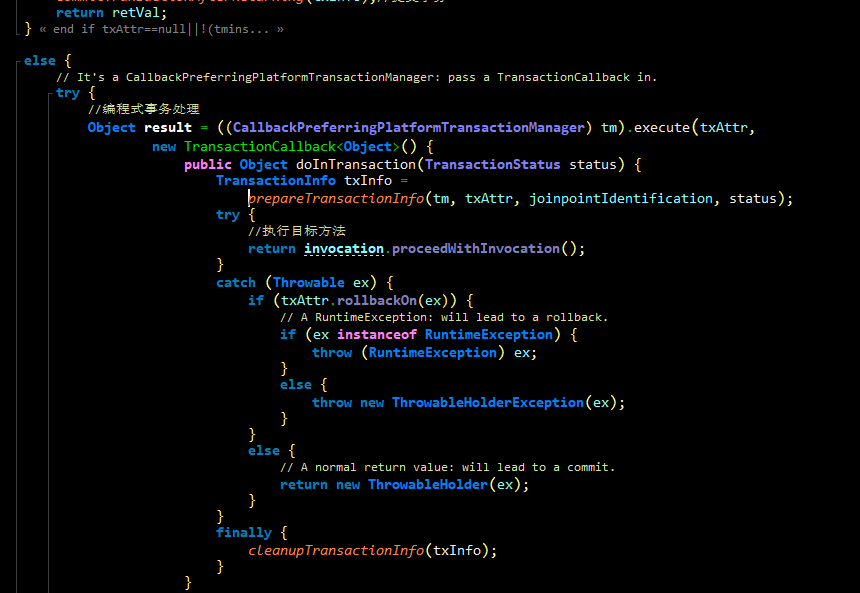 return retVal;
} « end if txAttr==null||!(tmins... »
else {
// It's a CallbackPreferringPlatformTransactionManager: pass a TransactionCallback in.
try {
//编程式事务处理
Object result = ((CallbackPreferringPlatformTransactionManager) tm).execute(txAttr,
new TransactionCallback<Object>() {
public Object doInTransaction(TransactionStatus status) {
TransactionInfo txInfo =
prepareTransactionInfo(tm, txAttr, joinpointIdentification, status);
try {
//执行目标方法
return invocation.proceedWithInvocation();
}
catch (Throwable ex) {
if (txAttr.rollbackOn(ex)) {
// A RuntimeException: will lead to a rollback.
if (ex instanceof RuntimeException) {
throw (RuntimeException) ex;
}
else {
throw new ThrowableHolderException(ex);
}
}
else {
// A normal return value: will lead to a commit.
return new ThrowableHolder(ex);
}
}
finally {
cleanupTransactionInfo(txInfo);
}
}